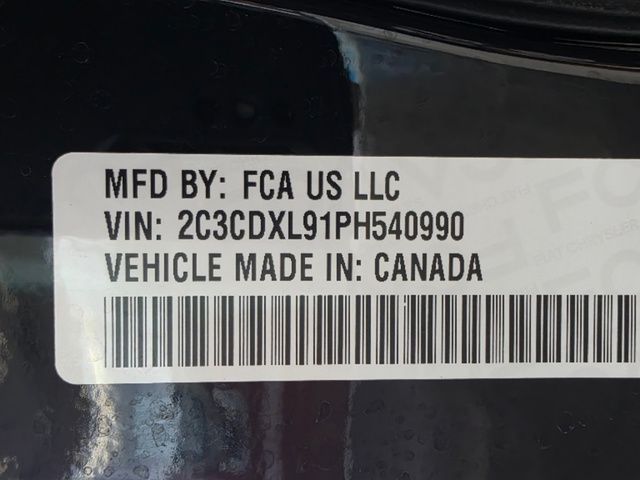 MFD BY: FCA US LLC
VIN: 2C3CDXL91PH540990
VEHICLE MADE IN: CANADA